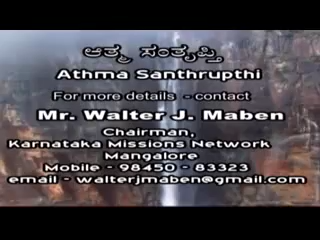 ಆತ್ಮ ಸಂತೃಪ್ತಿ
Athma Santhrupthi
For more details - contact
Mr. Walter J. Maben
Chairman,
Karnataka Missions Network
Mangalore
Mobile - 98450 - 83323
email - walterjmaben@gmail.com